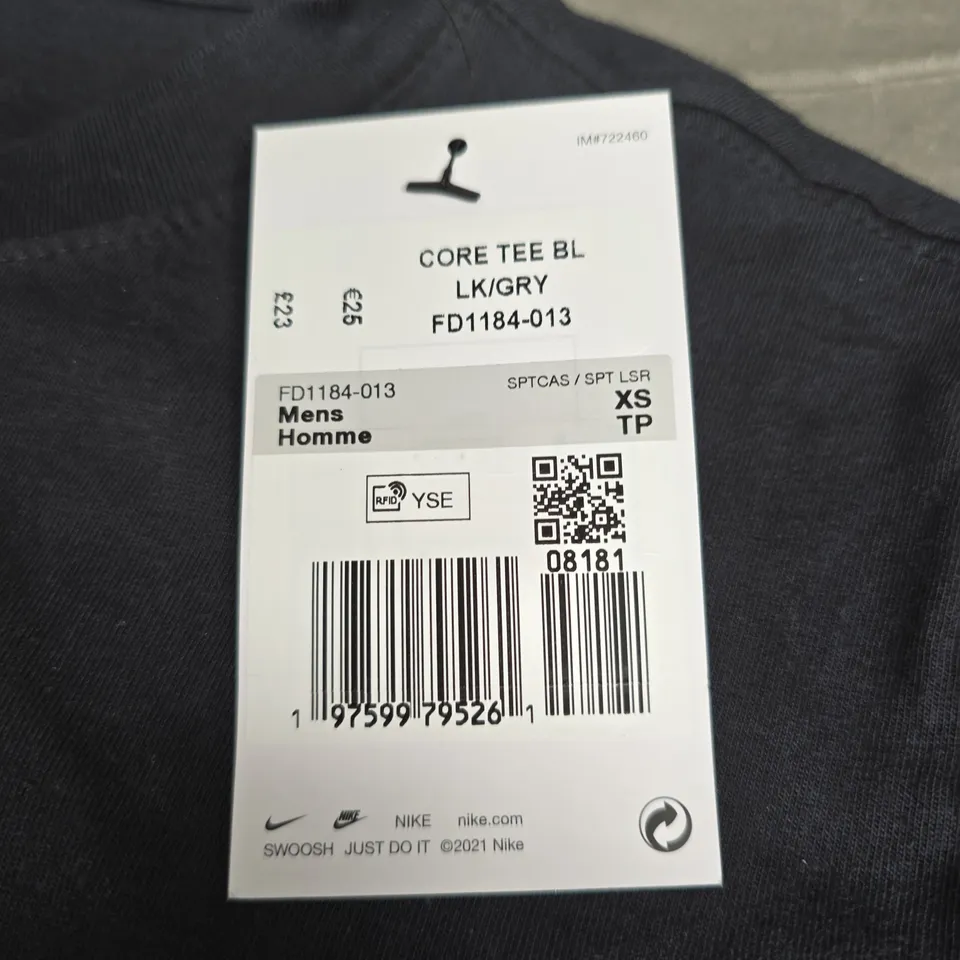 IM#722460
CORE TEE BL
LK/GRY
FD1184-013
£23
€25
FD1184-013
SPTCAS / SPT LSR
Mens
XS
Homme
TP
RFID YSE
08181
1 97599 79526 1
NIKE NIKE nike.com
SWOOSH JUST DO IT ©2021 Nike